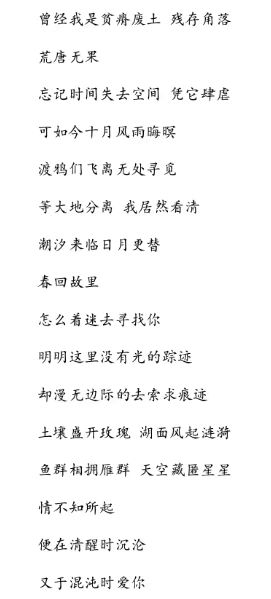 曾经我是贫瘠废土 残存角落
荒唐无果
忘记时间失去空间 凭它肆虐
可如今十月风雨晦暝
渡鸦们飞离无处寻觅
等大地分离 我居然看清
潮汐来临日月更替
春回故里
怎么着迷去寻找你
明明这里没有光的踪迹
却漫无边际的去索求痕迹
土壤盛开玫瑰 湖面风起涟漪
鱼群相拥雁群 天空藏匿星星
情不知所起
便在清醒时沉沦
又于混沌时爱你